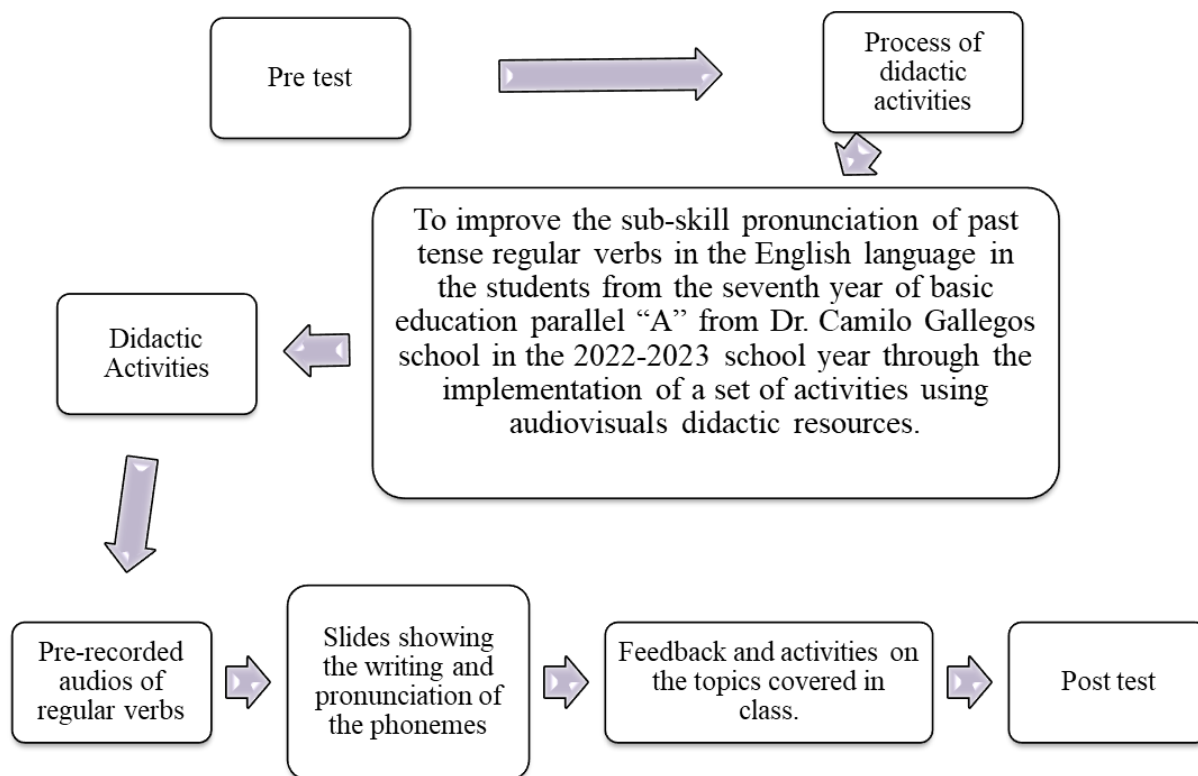 Pre test
Process of
didactic
activities
To improve the sub-skill pronunciation of past
tense regular verbs in the English language in
the students from the seventh year of basic
education parallel “A” from Dr. Camilo Gallegos
school in the 2022-2023 school year through the
implementation of a set of activities using
audiovisuals didactic resources.
Didactic
Activities
Pre-recorded
audios of
regular verbs
Slides showing
the writing and
pronunciation of
the phonemes
Feedback and activities on
the topics covered in
class.
Post test